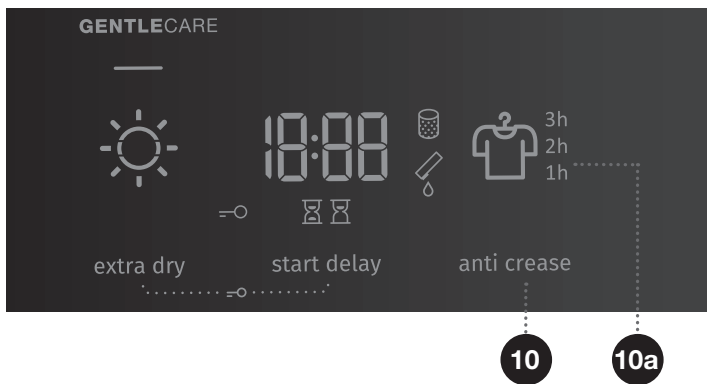 GENTLECARE
18:88
3h
2h
1h
extra dry
start delay
anti crease
10
10a